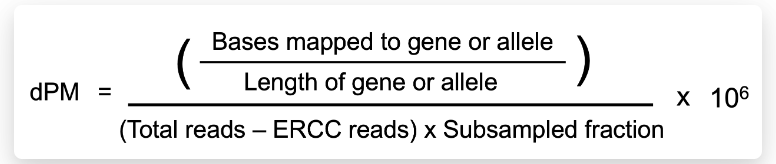 ( Bases mapped to gene or allele )
Length of gene or allele
dPM = x 10⁶
(Total reads – ERCC reads) x Subsampled fraction